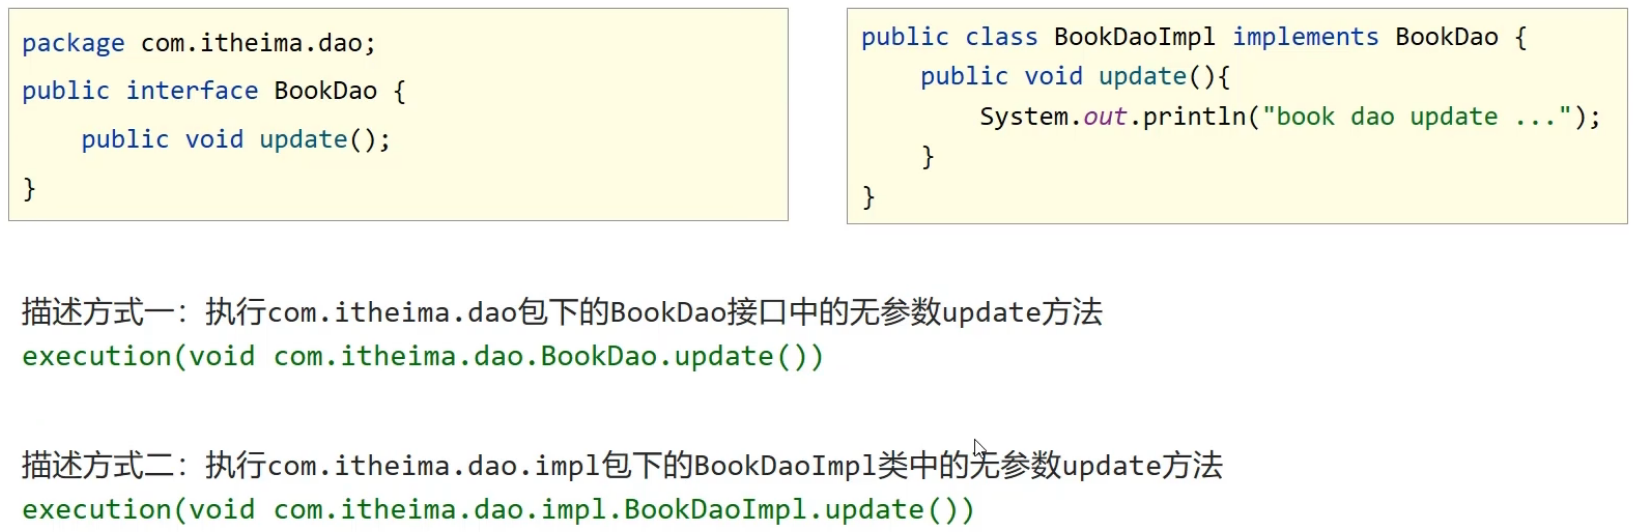 package com.itheima.dao;
public interface BookDao {
    public void update();
}
public class BookDaoImpl implements BookDao {
    public void update(){
        System.out.println("book dao update ...");
    }
}
描述方式一：执行com.itheima.dao包下的BookDao接口中的无参数update方法
execution(void com.itheima.dao.BookDao.update())
描述方式二：执行com.itheima.dao.impl包下的BookDaoImpl类中的无参数update方法
execution(void com.itheima.dao.impl.BookDaoImpl.update())